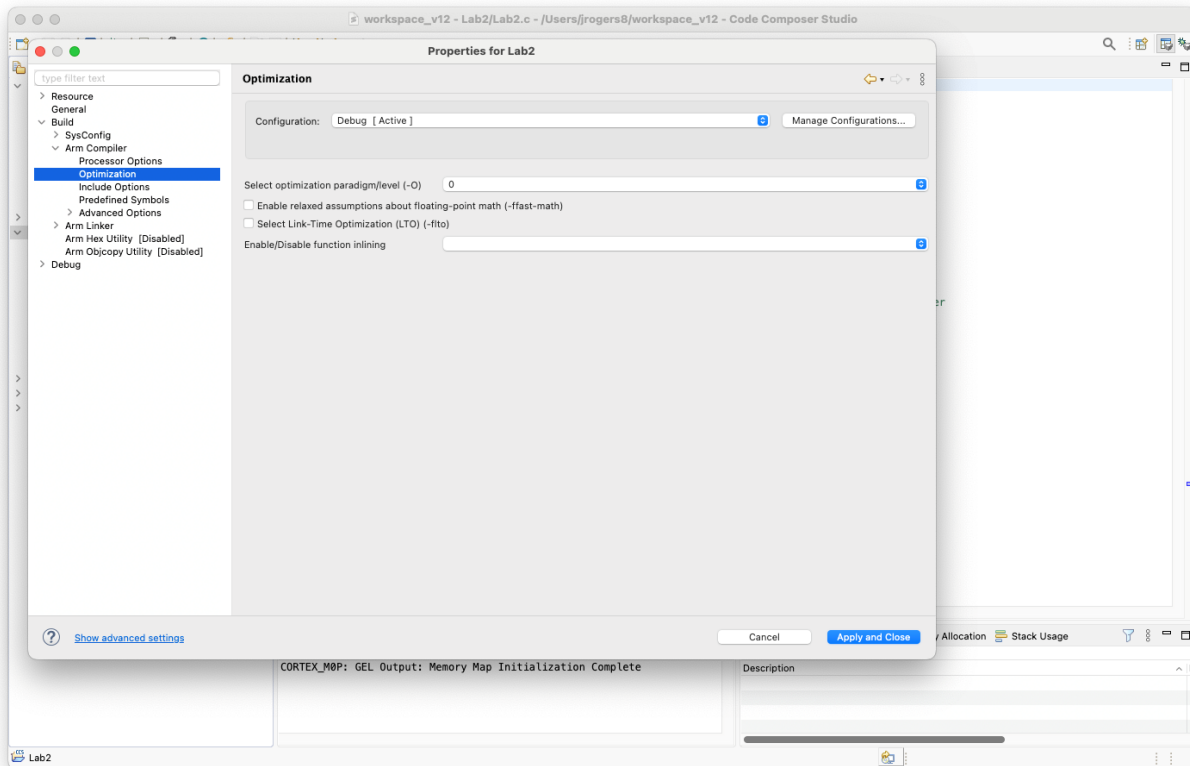 workspace_v12 - Lab2/Lab2.c - /Users/jrogers8/workspace_v12 - Code Composer Studio
Properties for Lab2
type filter text
Resource
General
Build
SysConfig
Arm Compiler
Processor Options
Optimization
Include Options
Predefined Symbols
Advanced Options
Arm Linker
Arm Hex Utility [Disabled]
Arm Objcopy Utility [Disabled]
Debug
Optimization
Configuration: Debug [ Active ] Manage Configurations...
Select optimization paradigm/level (-O) 0
Enable relaxed assumptions about floating-point math (-ffast-math)
Select Link-Time Optimization (LTO) (-flto)
Enable/Disable function inlining
er
? Show advanced settings
Cancel Apply and Close
y Allocation Stack Usage
CORTEX_M0P: GEL Output: Memory Map Initialization Complete
Description
Lab2